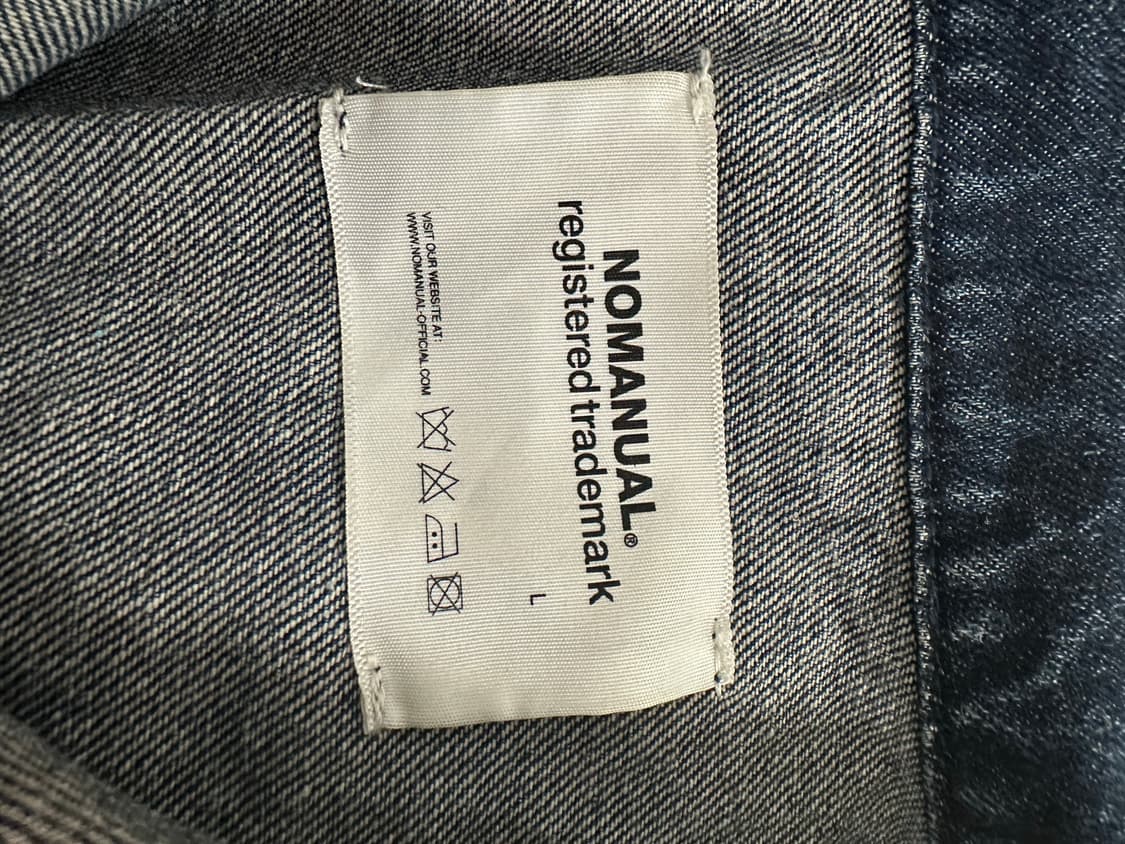 NOMANUAL®
registered trademark
L
VISIT OUR WEBSITE AT:
WWW.NOMANUAL-OFFICIAL.COM